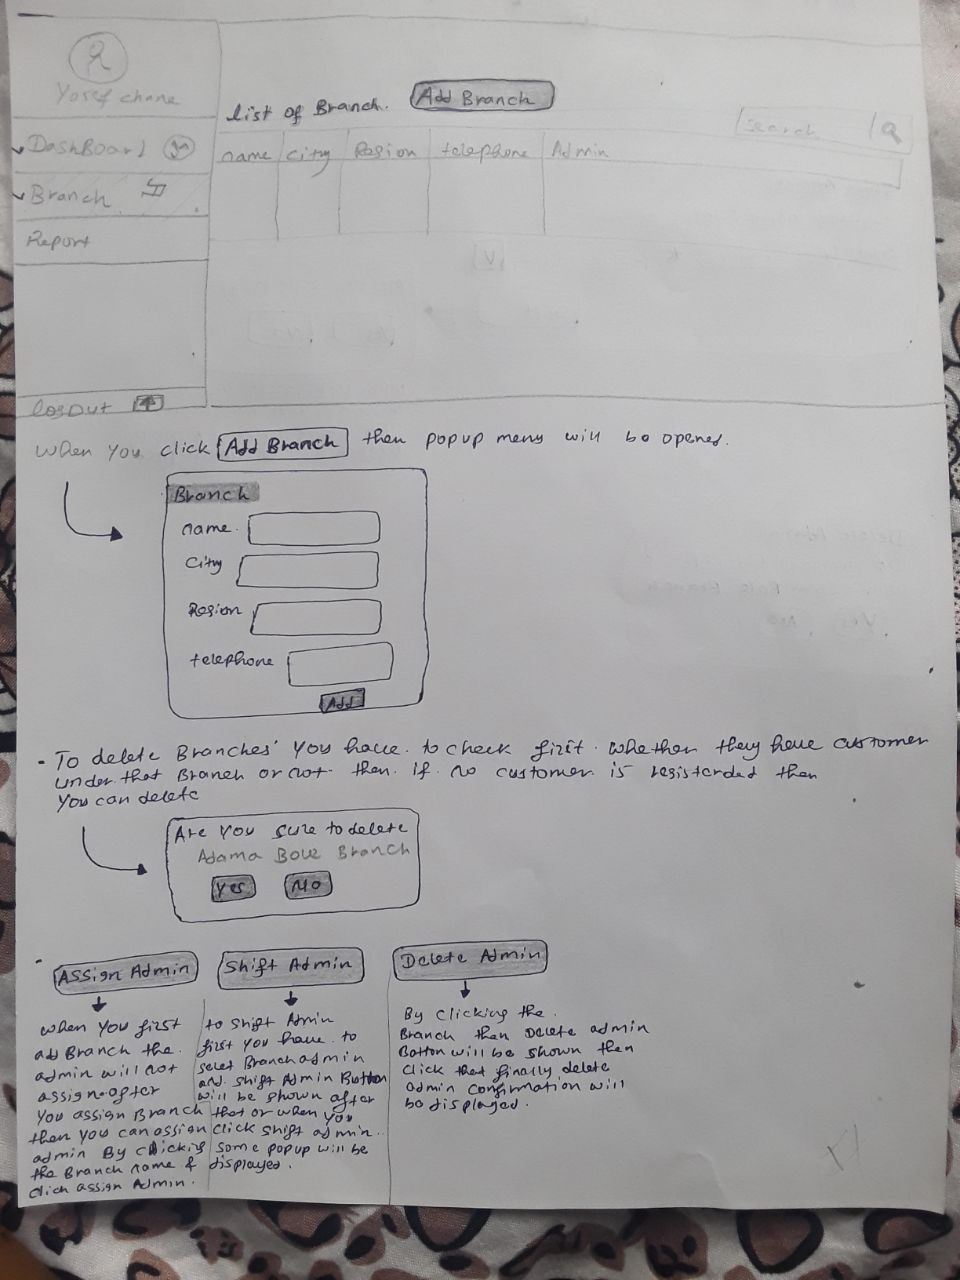 Yosef chane
DashBoard
Branch
Report
logout
list of Branch. Add Branch
Search
name city Region telephone Admin
when you click Add Branch then popup menu will be opened.
Branch
name.
City
Region
telephone
Add
- To delete Branches you have to check first whether they have customer
under that Branch or not. then if no customer is registerded then
you can delete
Are you sure to delete
Adama Bole Branch
Yes No
Assign Admin
when you first
add Branch the
admin will not
assign after
you assign Branch
then you can assign
admin By clicking
the Branch name &
click assign Admin.
Shift Admin
to shift Admin
first you have to
selet Branch admin
and shift Admin Button
will be shown after
that or when you
click shift admin.
Some popup will be
displayed.
Delete Admin
By clicking the
Branch then Delete admin
Button will be shown then
click that finally delete
admin confirmation will
be displayed.